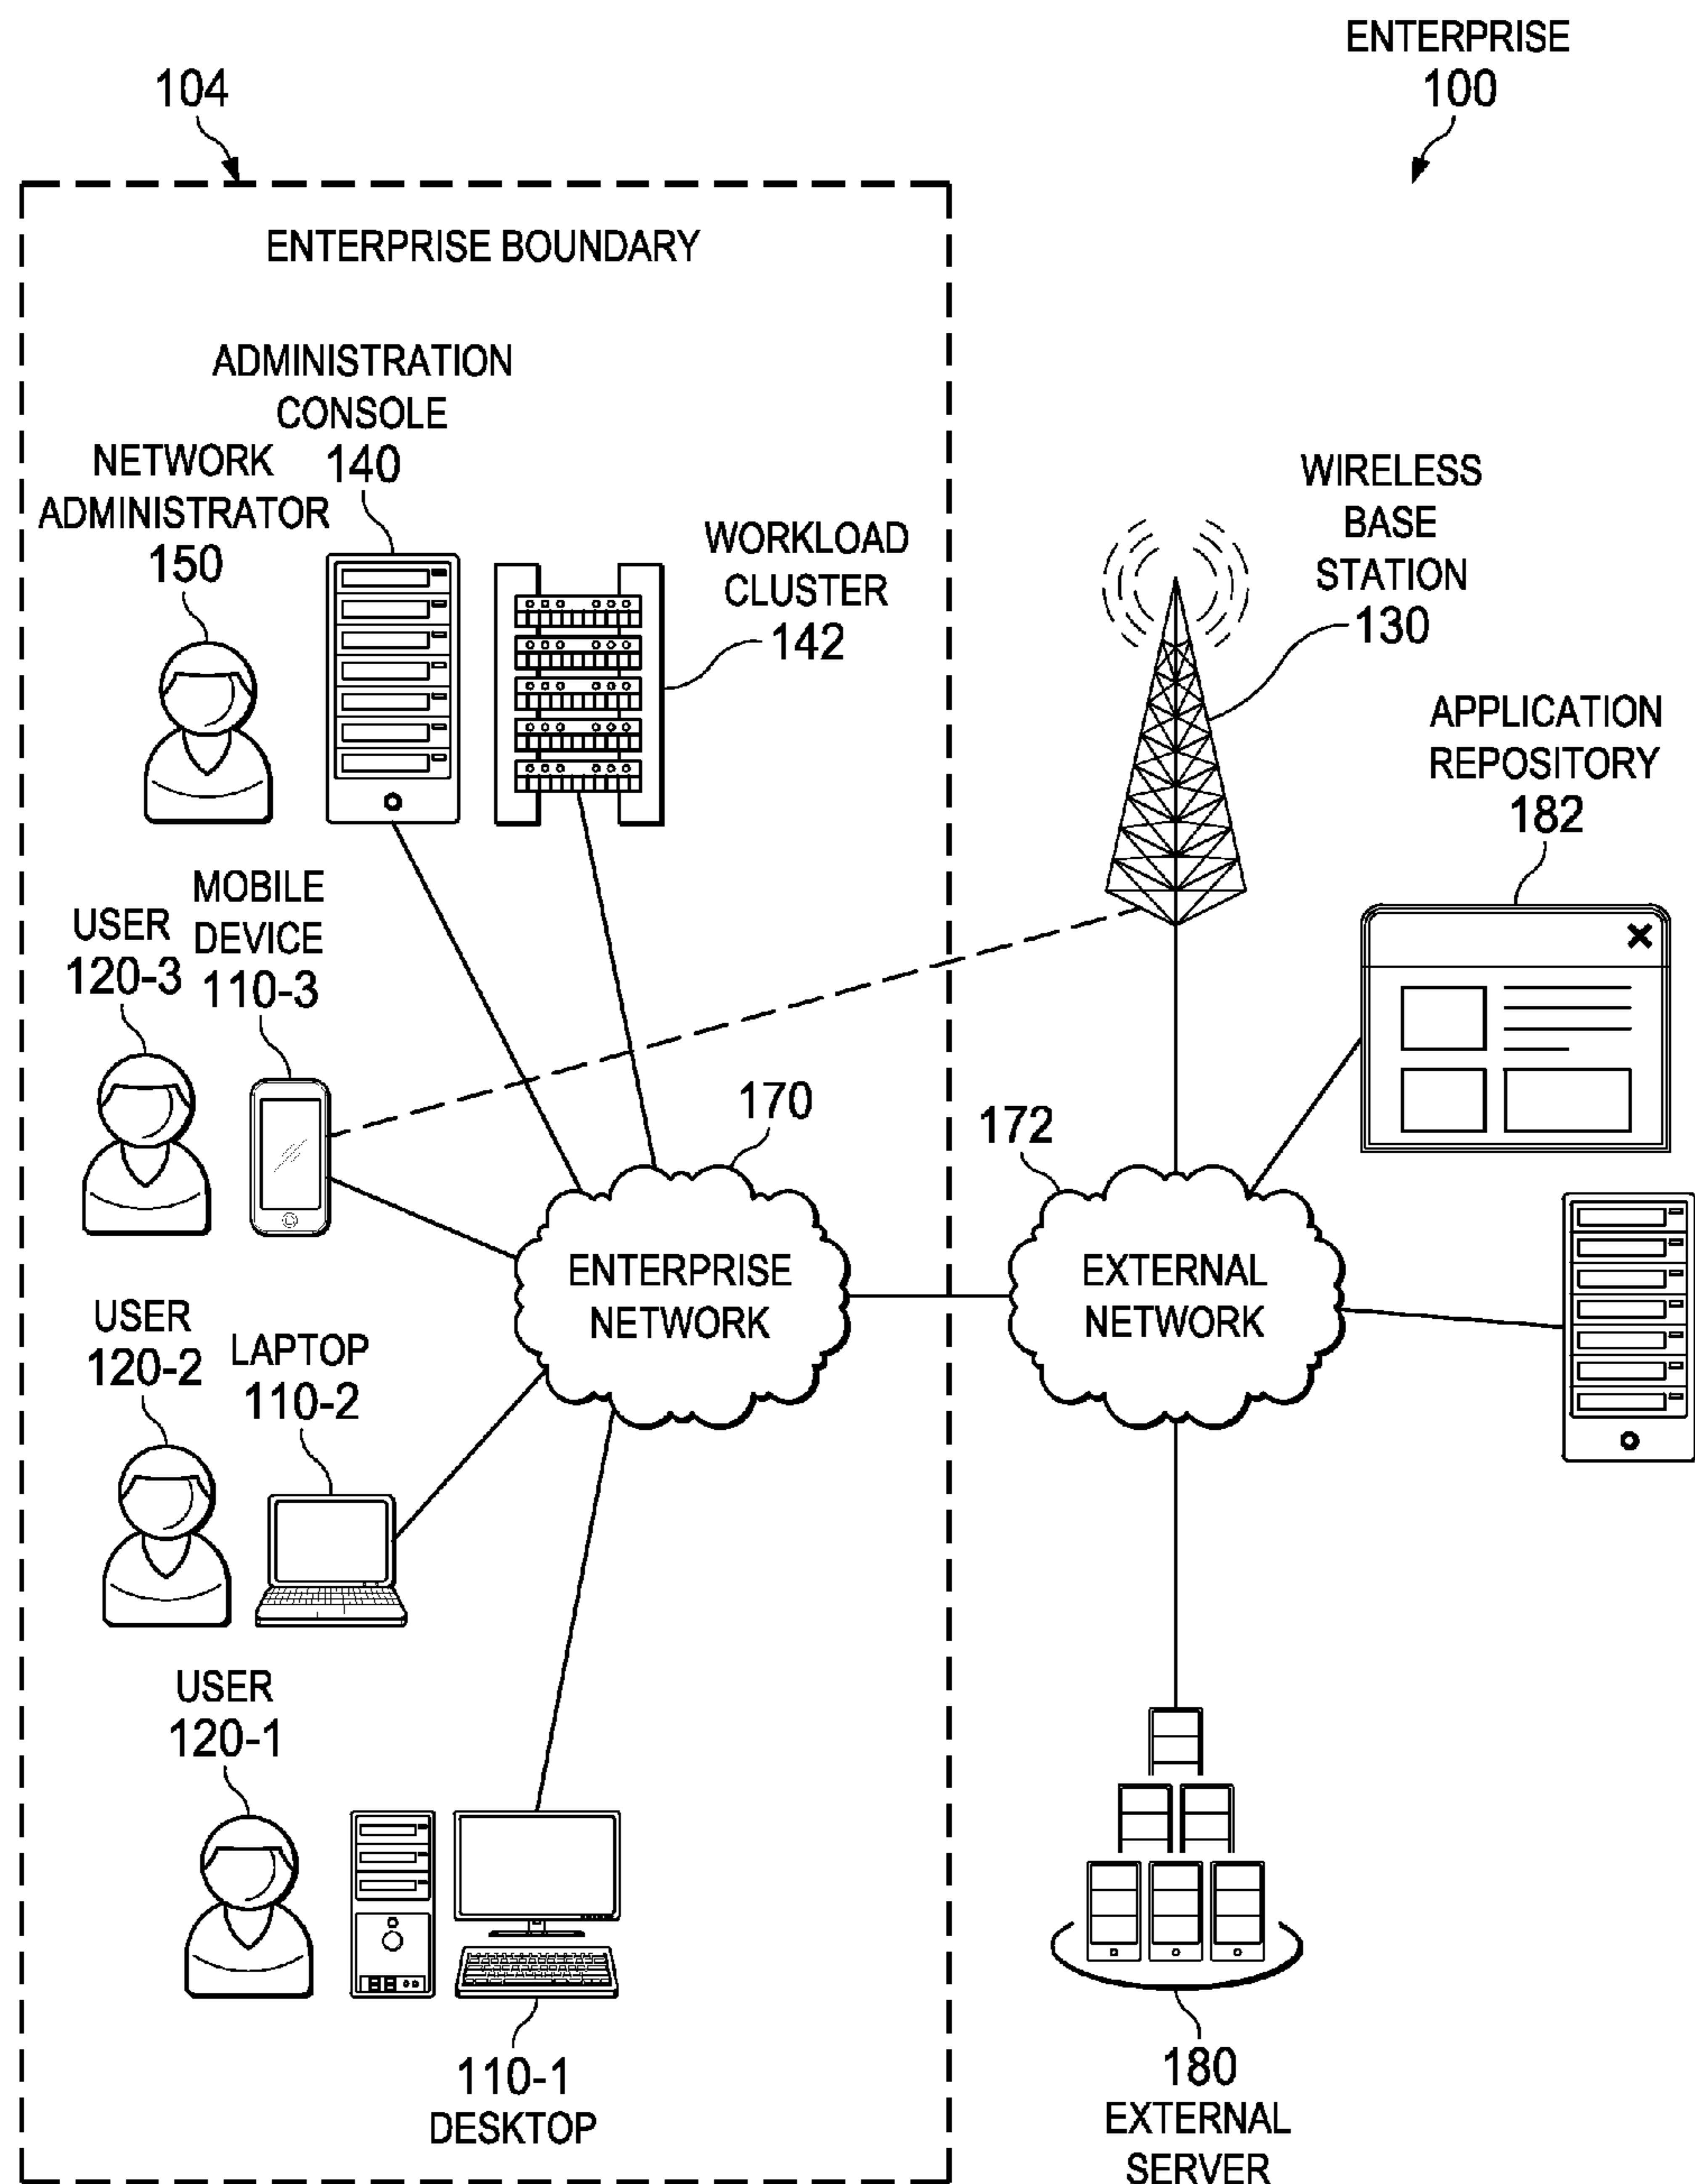 ENTERPRISE
100
104
ENTERPRISE BOUNDARY
ADMINISTRATION
CONSOLE
140
NETWORK
ADMINISTRATOR
150
WORKLOAD
CLUSTER
142
WIRELESS
BASE
STATION
130
APPLICATION
REPOSITORY
182
USER
120-3
MOBILE
DEVICE
110-3
170
ENTERPRISE
NETWORK
172
EXTERNAL
NETWORK
USER
120-2
LAPTOP
110-2
USER
120-1
110-1
DESKTOP
180
EXTERNAL
SERVER